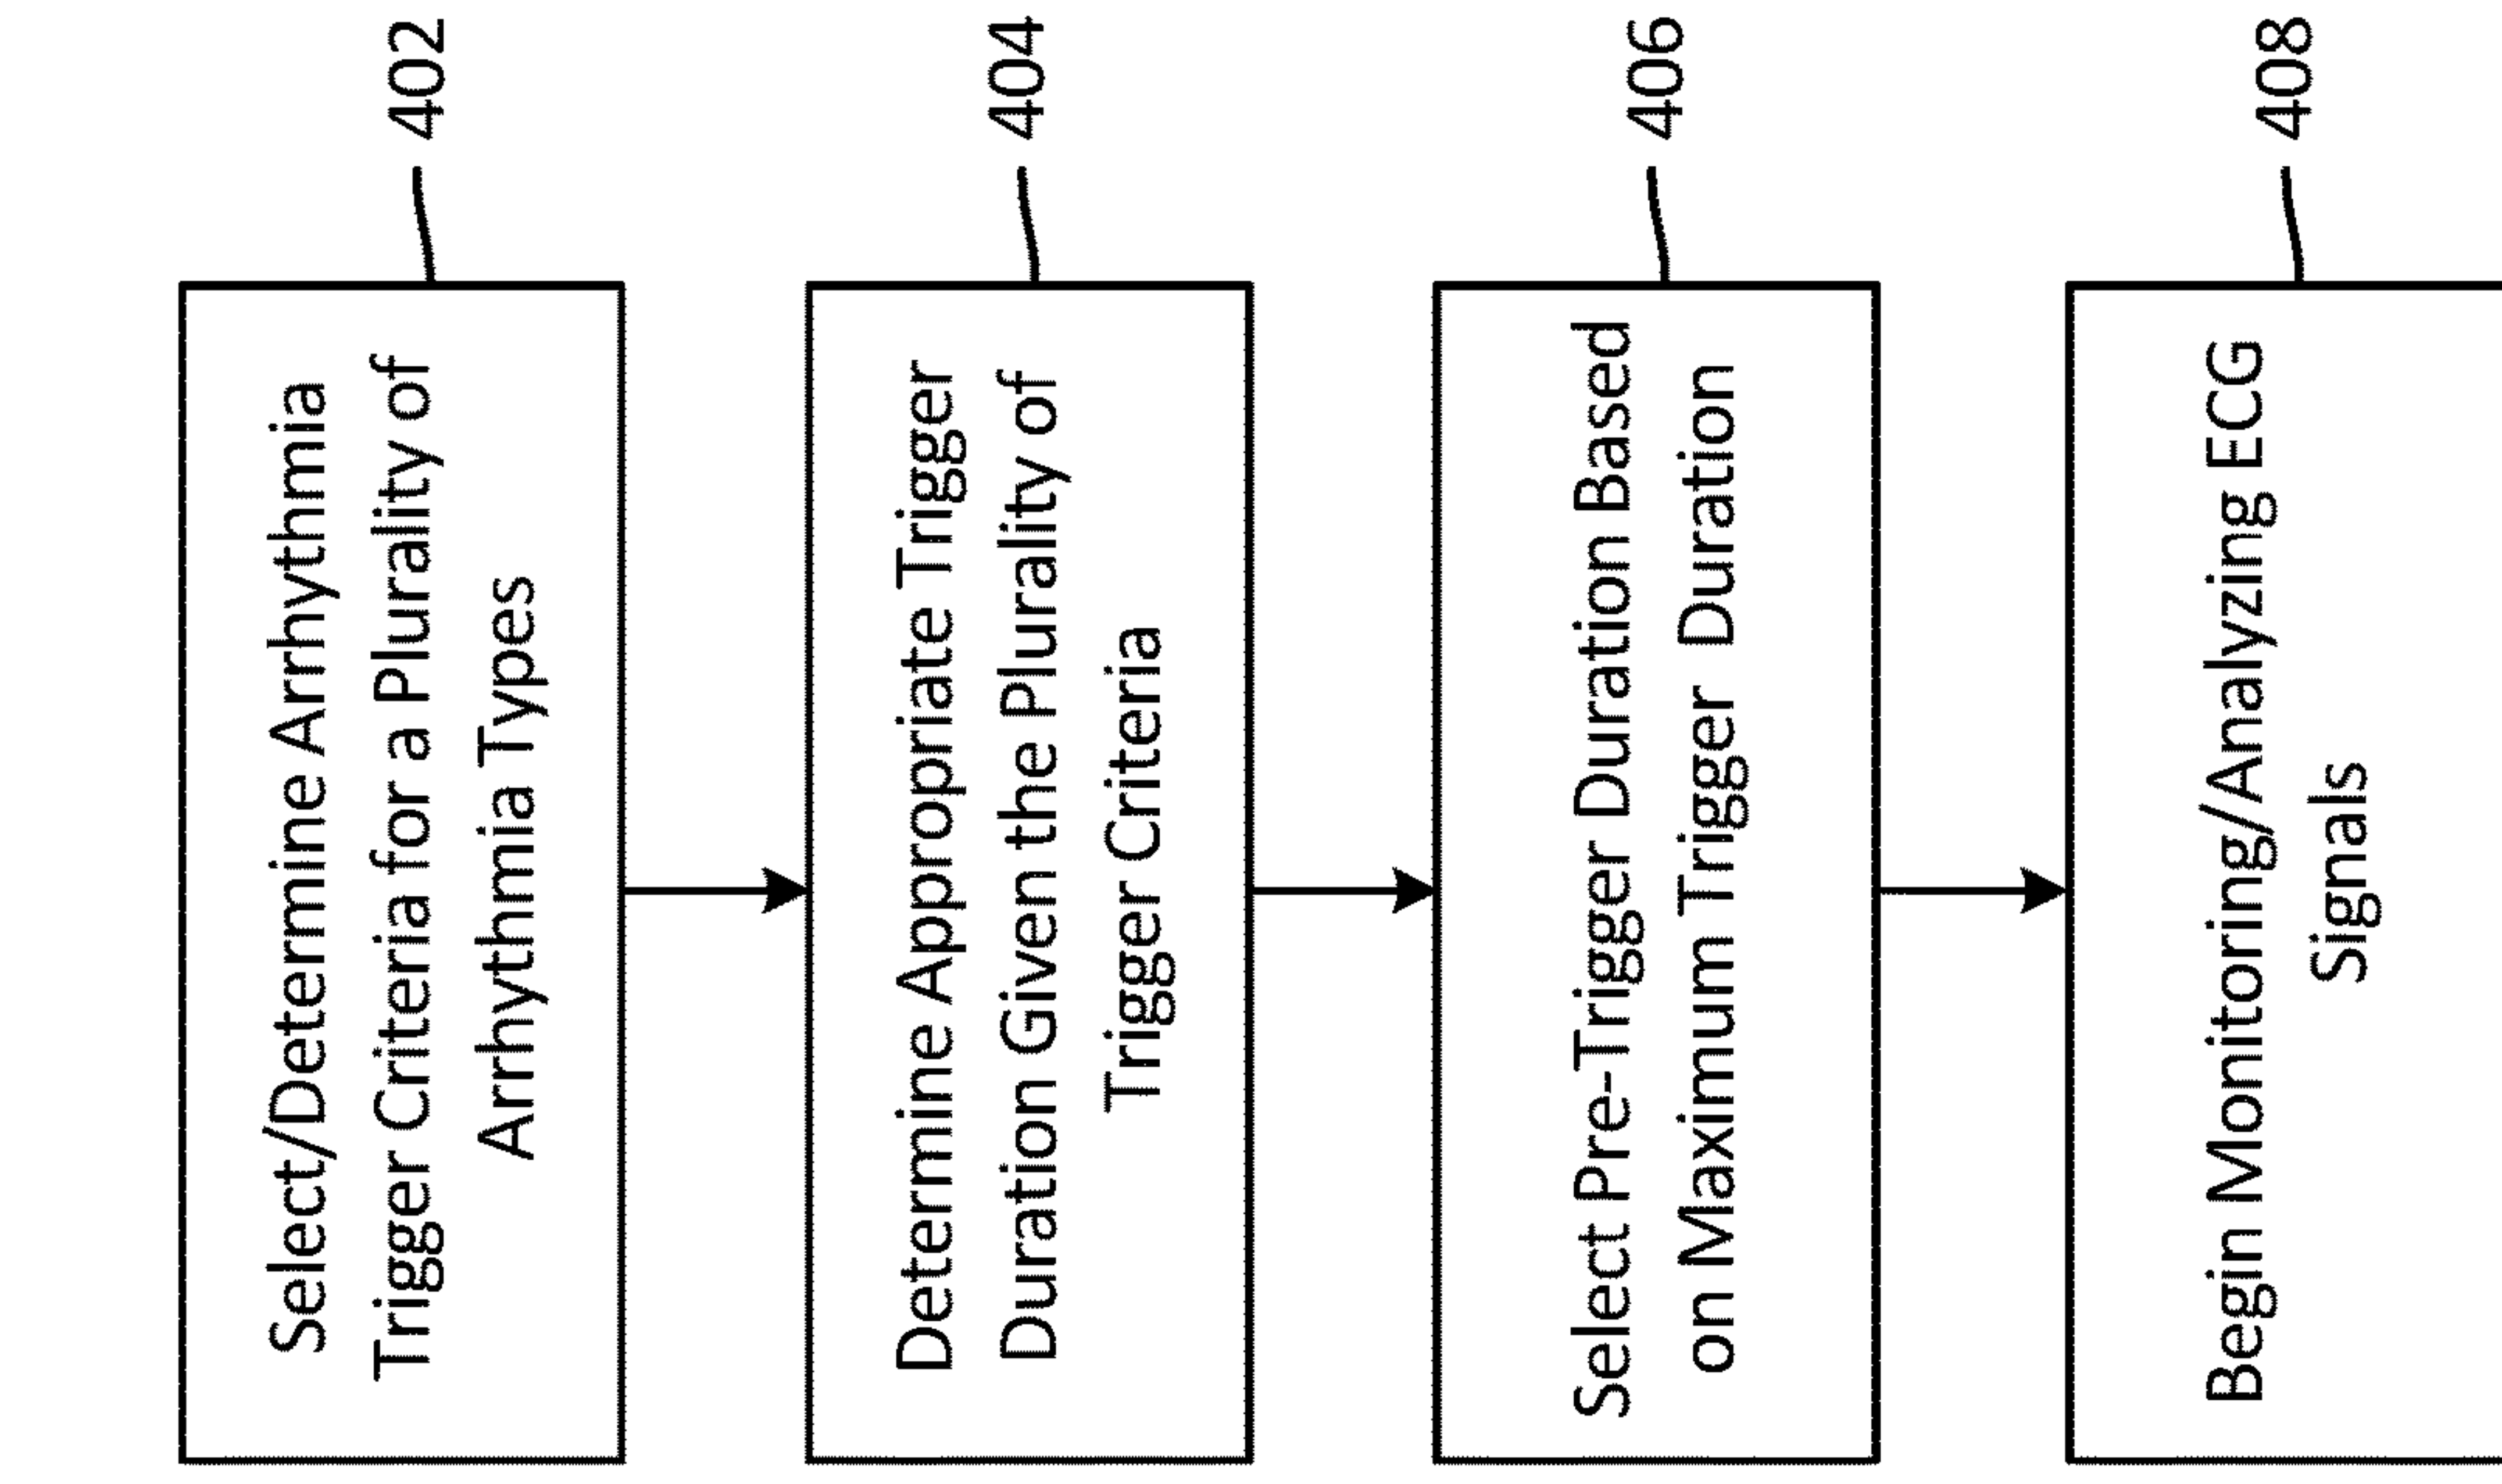 Select/Determine Arrhythmia
Trigger Criteria for a Plurality of
Arrhythmia Types
402
Determine Appropriate Trigger
Duration Given the Plurality of
Trigger Criteria
404
Select Pre-Trigger Duration Based
on Maximum Trigger Duration
406
Begin Monitoring/Analyzing ECG
Signals
408